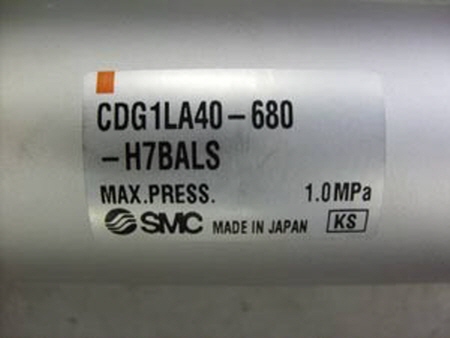 CDG1LA40-680
-H7BALS
MAX.PRESS. 1.0MPa
SMC MADE IN JAPAN KS